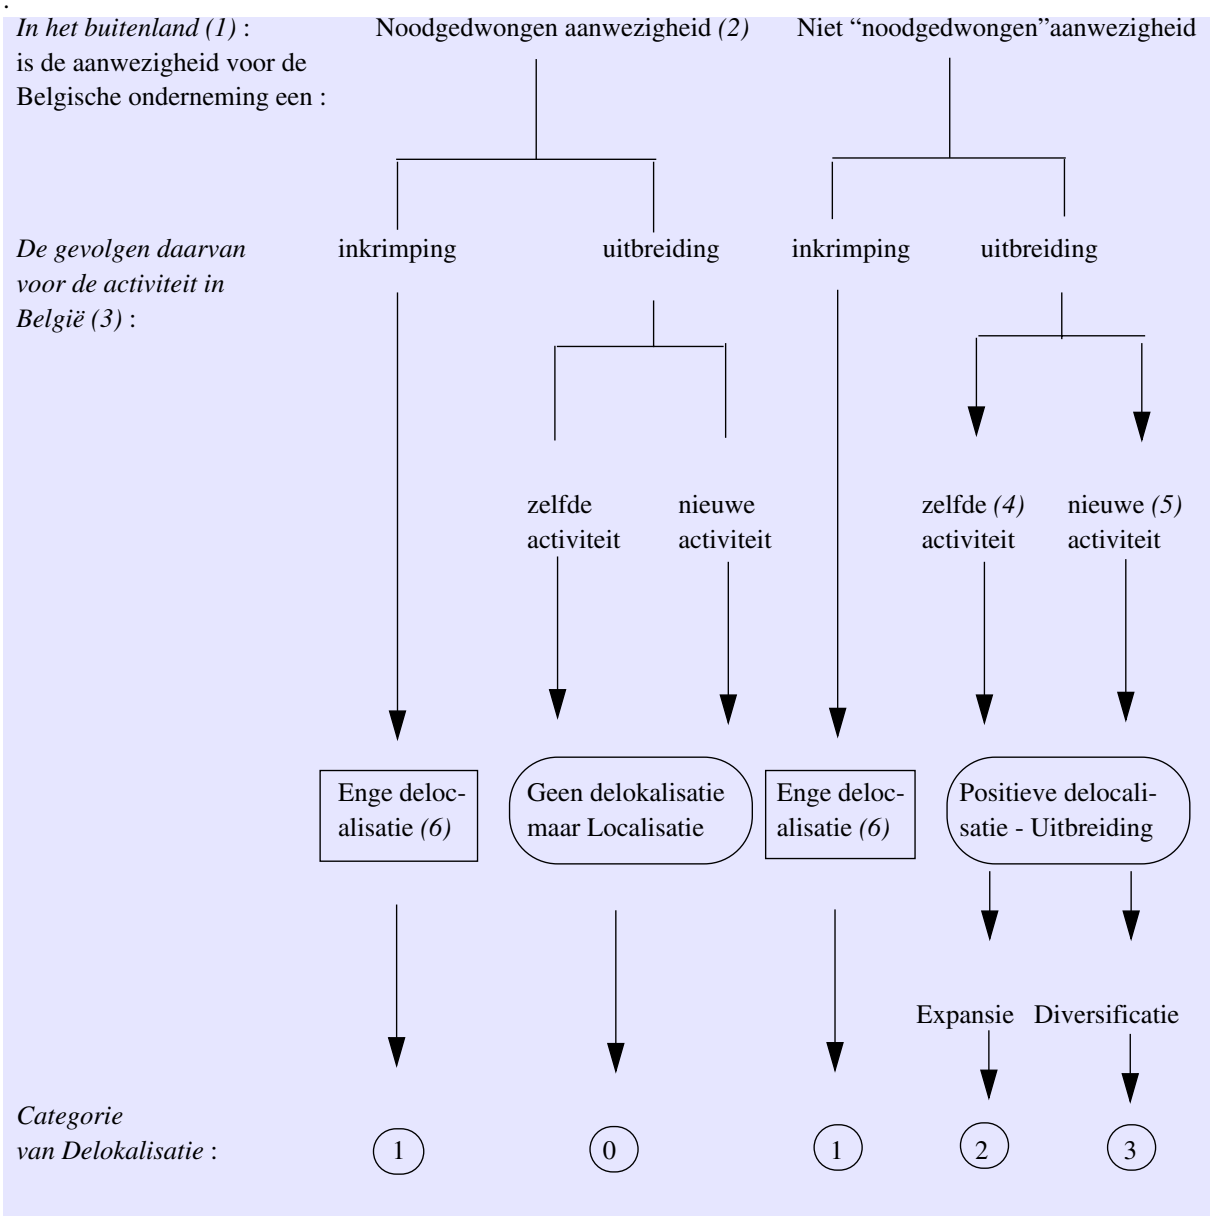 .
In het buitenland (1) : Noodgedwongen aanwezigheid (2) Niet “noodgedwongen”aanwezigheid
is de aanwezigheid voor de
Belgische onderneming een :
De gevolgen daarvan inkrimping uitbreiding inkrimping uitbreiding
voor de activiteit in
België (3) :
zelfde nieuwe zelfde (4) nieuwe (5)
activiteit activiteit activiteit activiteit
Enge deloc- Geen delokalisatie Enge deloc- Positieve delocali-
alisatie (6) maar Localisatie alisatie (6) satie - Uitbreiding
Expansie Diversificatie
Categorie
van Delokalisatie : 1 0 1 2 3